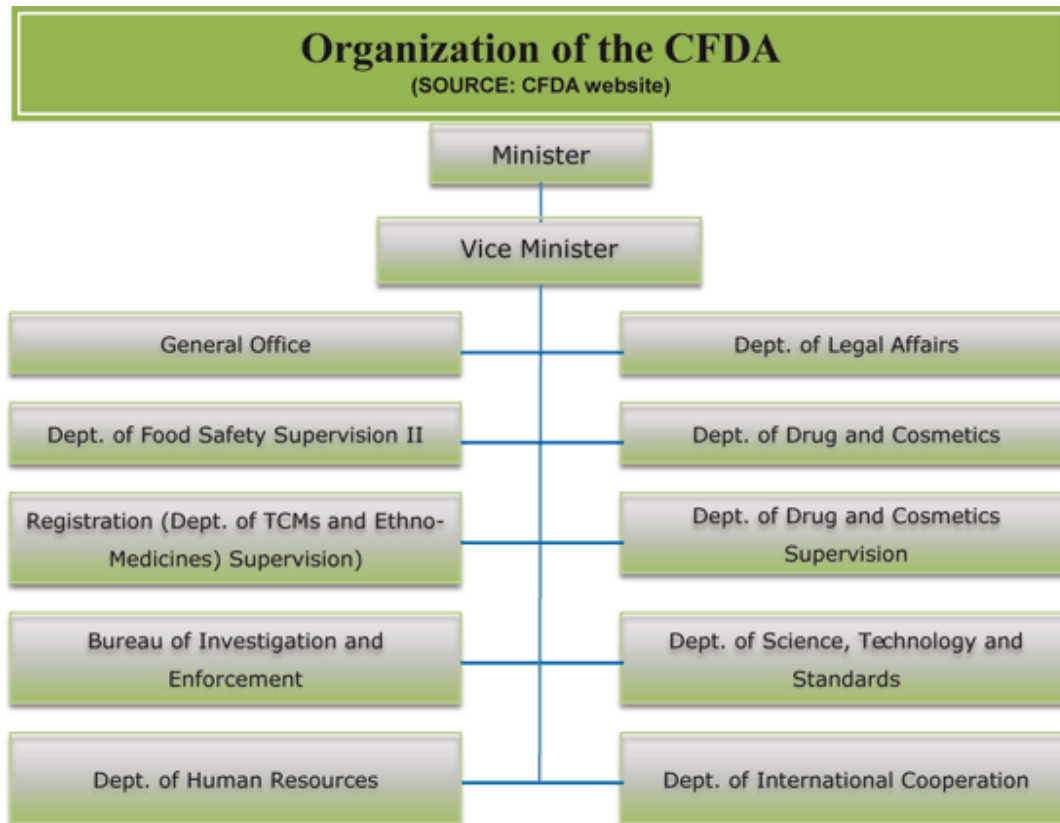 Organization of the CFDA
(SOURCE: CFDA website)
Minister
Vice Minister
General Office
Dept. of Legal Affairs
Dept. of Food Safety Supervision II
Dept. of Drug and Cosmetics
Registration (Dept. of TCMs and Ethno-
Medicines) Supervision)
Dept. of Drug and Cosmetics
Supervision
Bureau of Investigation and
Enforcement
Dept. of Science, Technology and
Standards
Dept. of Human Resources
Dept. of International Cooperation